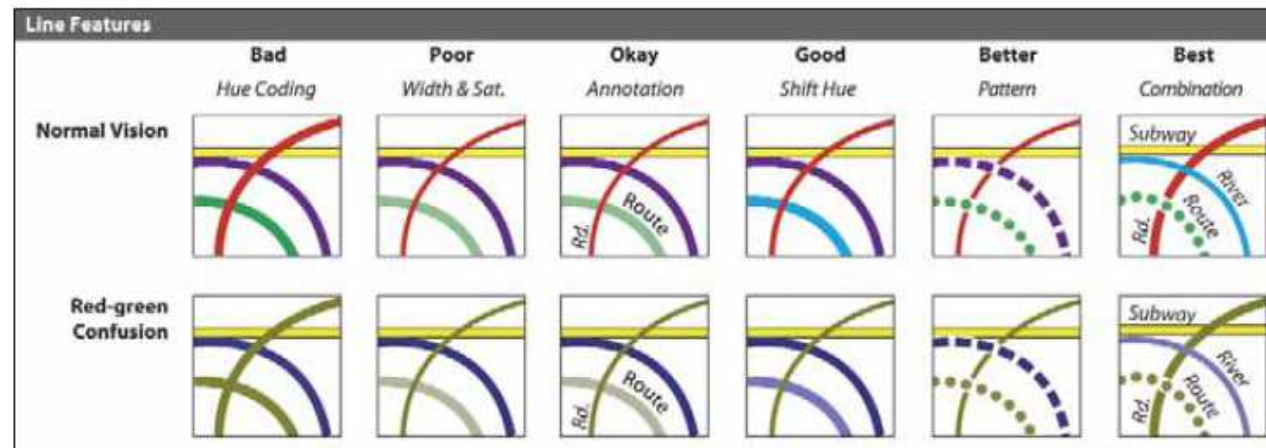 Line Features
Bad Poor Okay Good Better Best
Hue Coding Width & Sat. Annotation Shift Hue Pattern Combination
Normal Vision
Rd. Route
Subway River Route Rd.
Red-green
Confusion
Rd. Route
Subway River Route Rd.